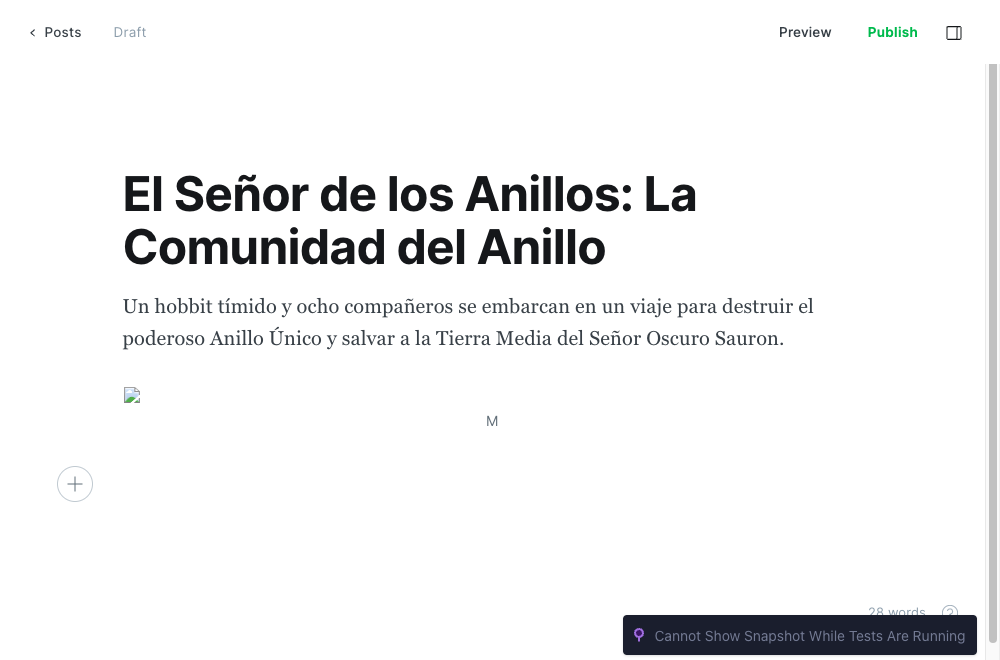 Posts
Draft
Preview
Publish
El Señor de los Anillos: La
Comunidad del Anillo
Un hobbit tímido y ocho compañeros se embarcan en un viaje para destruir el
poderoso Anillo Único y salvar a la Tierra Media del Señor Oscuro Sauron.
M
28 words
Cannot Show Snapshot While Tests Are Running